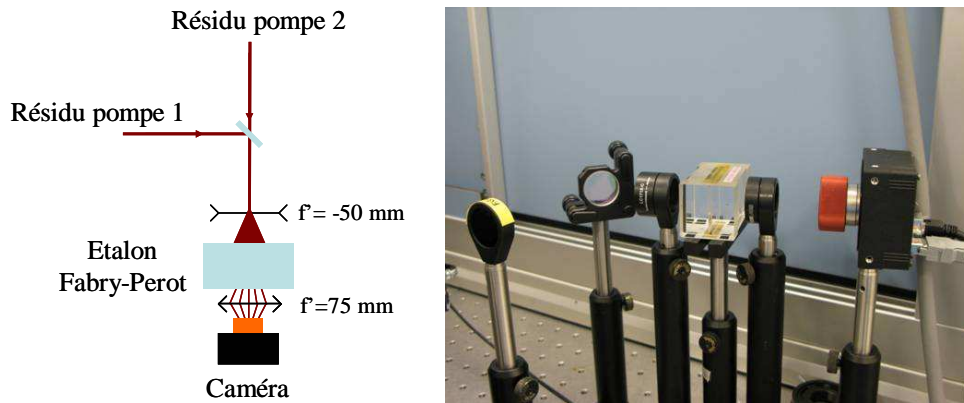 Résidu pompe 2
Résidu pompe 1
f'= -50 mm
Etalon
Fabry-Perot
f'=75 mm
Caméra